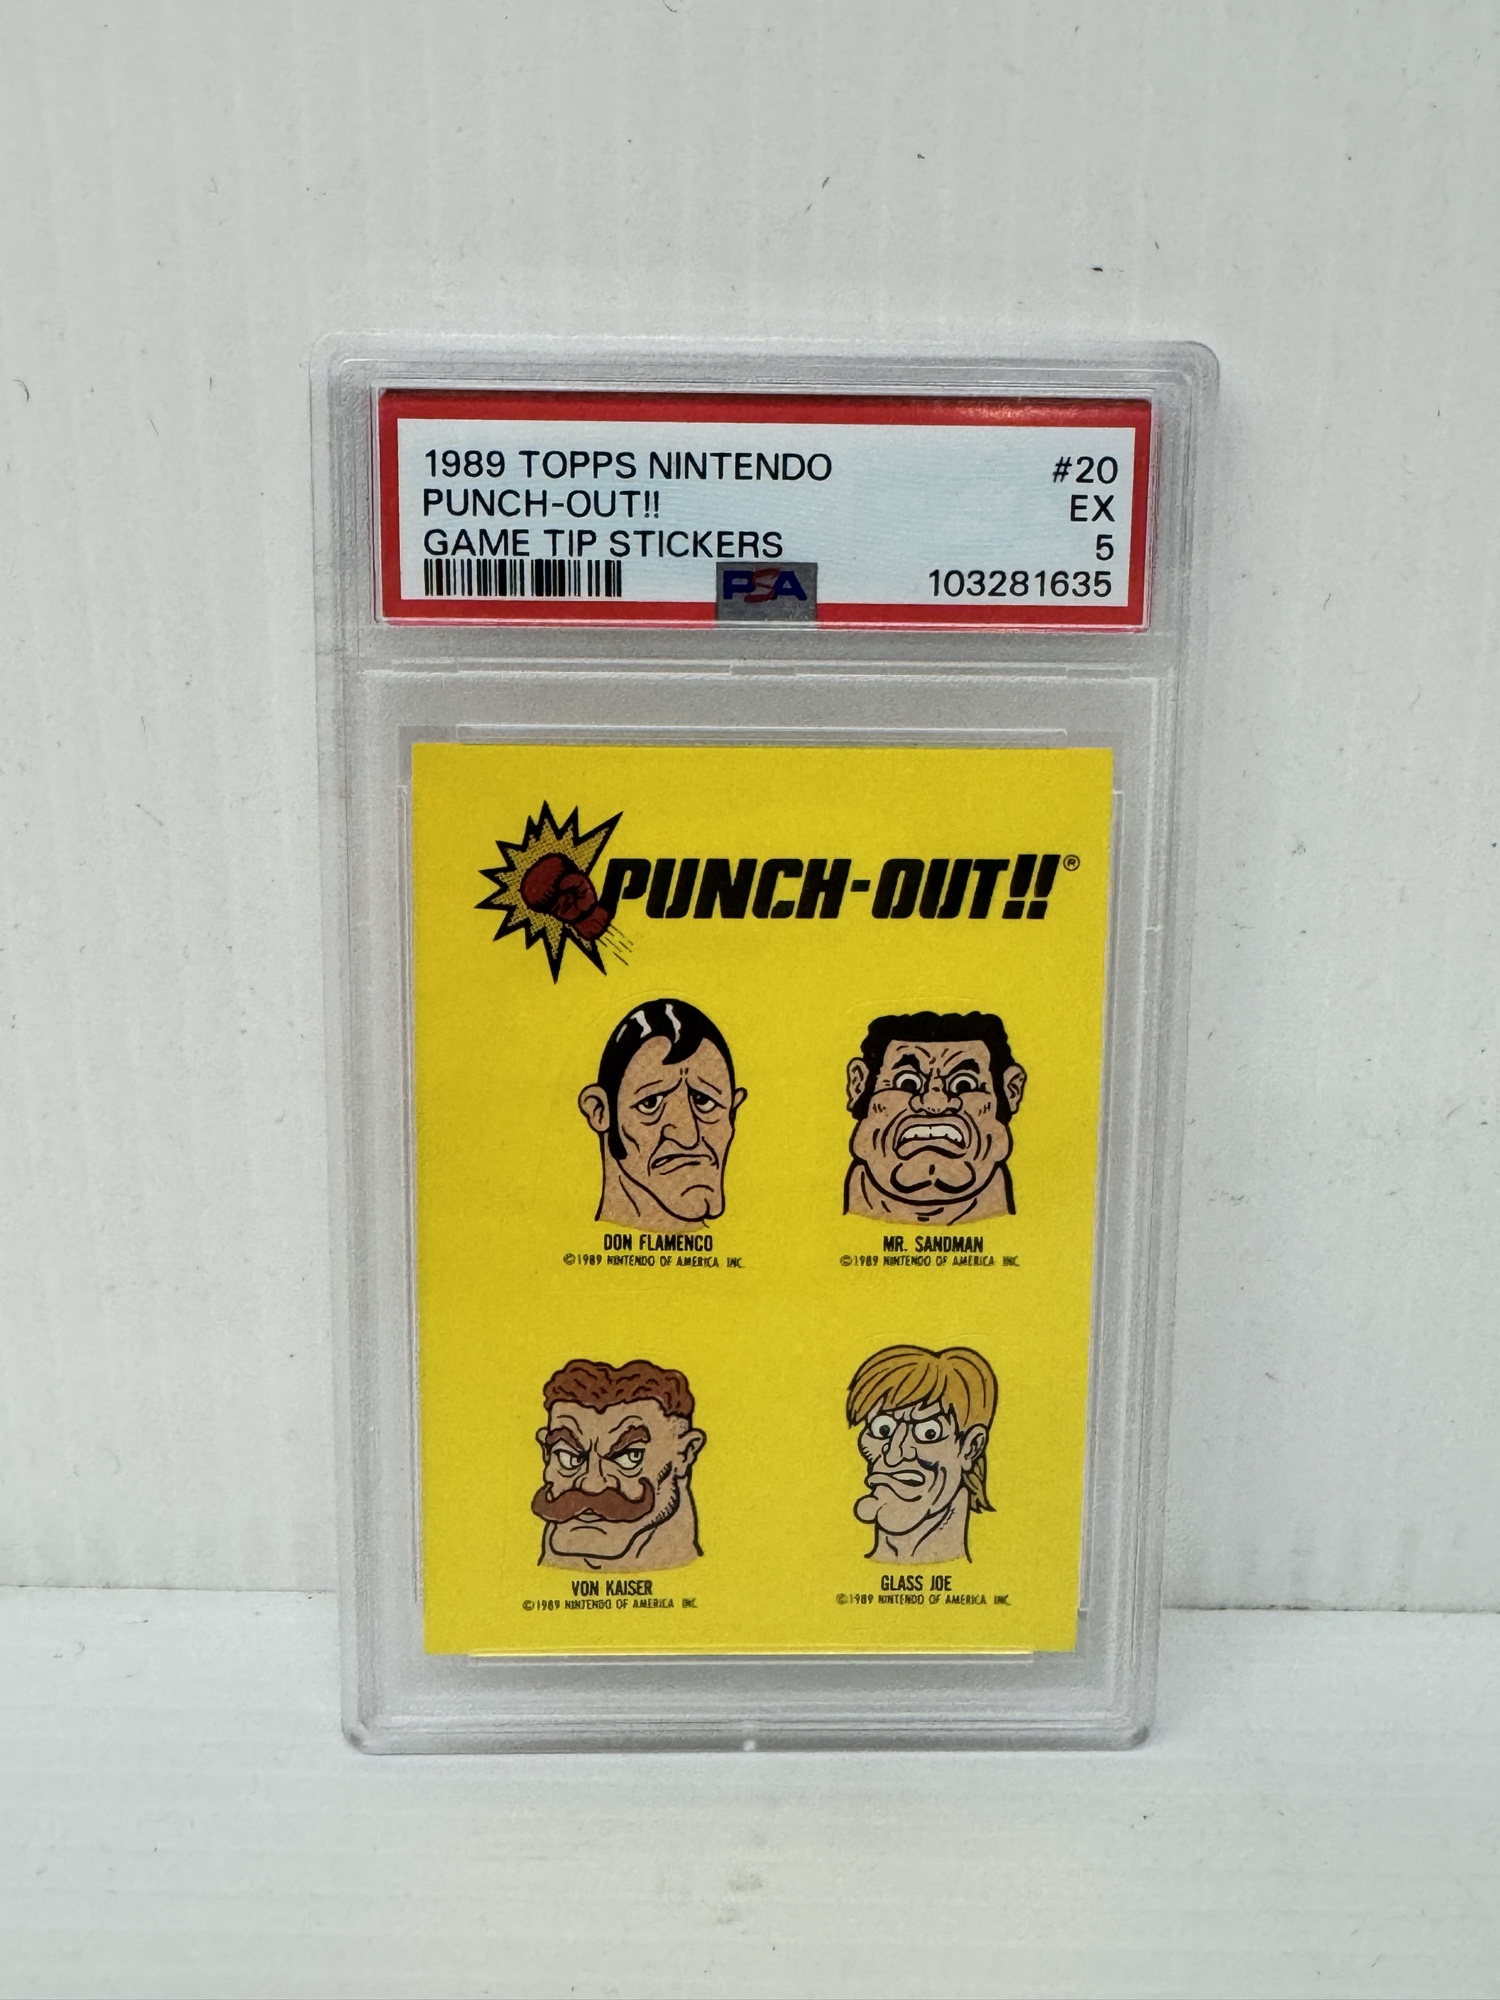 1989 TOPPS NINTENDO #20
PUNCH-OUT!! EX
GAME TIP STICKERS 5
PSA 103281635
PUNCH-OUT!!®
DON FLAMENCO MR. SANDMAN
©1989 NINTENDO OF AMERICA INC. ©1989 NINTENDO OF AMERICA INC.
VON KAISER GLASS JOE
©1989 NINTENDO OF AMERICA INC. ©1989 NINTENDO OF AMERICA INC.